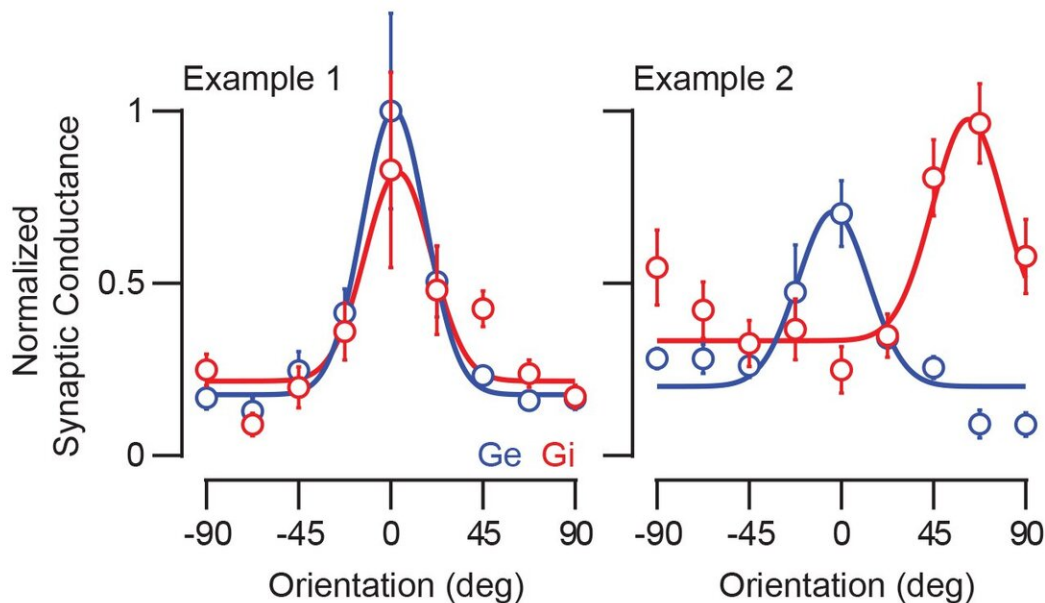 Example 1
Example 2
Normalized
Synaptic Conductance
1
0.5
0
Ge Gi
-90 -45 0 45 90
-90 -45 0 45 90
Orientation (deg)
Orientation (deg)